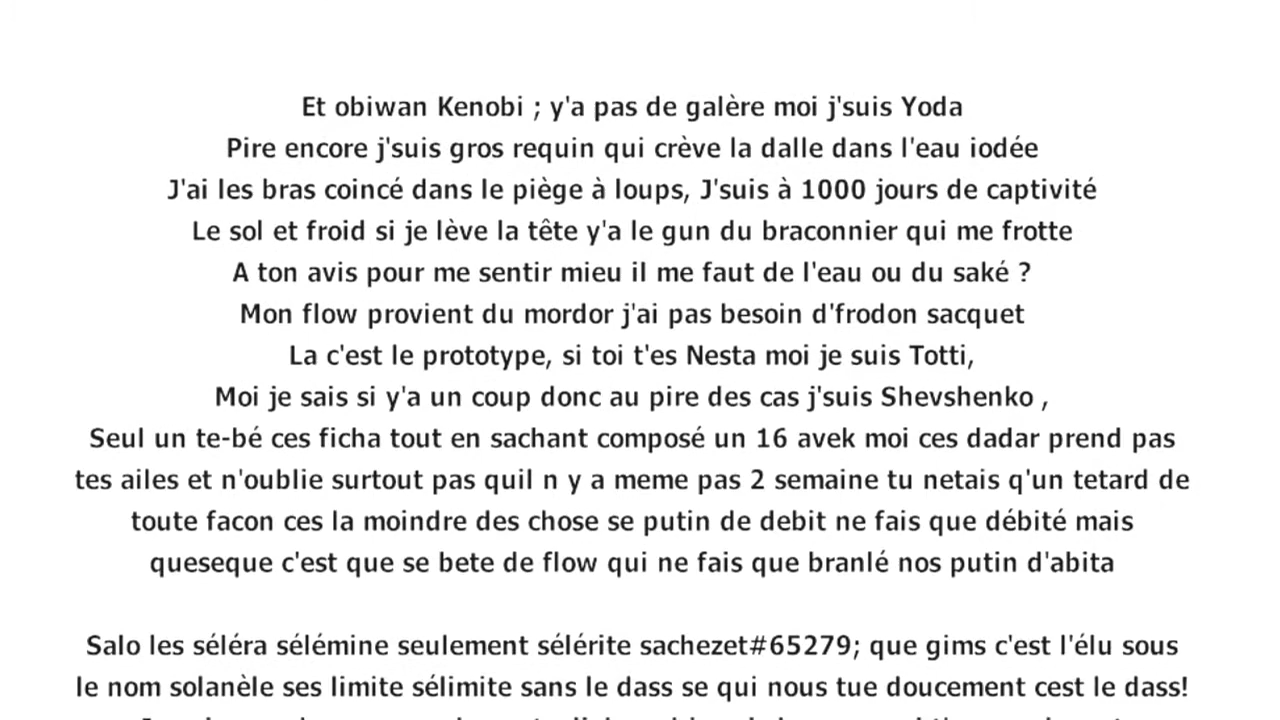 Et obiwan Kenobi ; y'a pas de galère moi j'suis Yoda
Pire encore j'suis gros requin qui crève la dalle dans l'eau iodée
J'ai les bras coincé dans le piège à loups, J'suis à 1000 jours de captivité
Le sol et froid si je lève la tête y'a le gun du braconnier qui me frotte
A ton avis pour me sentir mieu il me faut de l'eau ou du saké ?
Mon flow provient du mordor j'ai pas besoin d'frodon sacquet
La c'est le prototype, si toi t'es Nesta moi je suis Totti,
Moi je sais si y'a un coup donc au pire des cas j'suis Shevshenko ,
Seul un te-bé ces ficha tout en sachant composé un 16 avek moi ces dadar prend pas
tes ailes et n'oublie surtout pas quil n y a meme pas 2 semaine tu netais q'un tetard de
toute facon ces la moindre des chose se putin de debit ne fais que débité mais
queseque c'est que se bete de flow qui ne fais que branlé nos putin d'abita
Salo les séléra sélémine seulement sélérite sachezet#65279; que gims c'est l'élu sous
le nom solanèle ses limite sélimite sans le dass se qui nous tue doucement cest le dass!